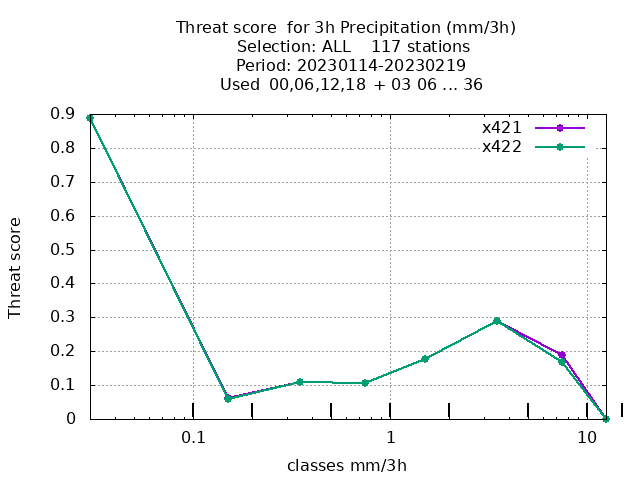 Threat score  for 3h Precipitation (mm/3h)
Selection: ALL    117 stations
Period: 20230114-20230219
Used  00,06,12,18  + 03 06 ... 36
x421
x422
0.9
0.8
0.7
0.6
0.5
0.4
0.3
0.2
0.1
0
Threat score
0.1 1 10
classes mm/3h